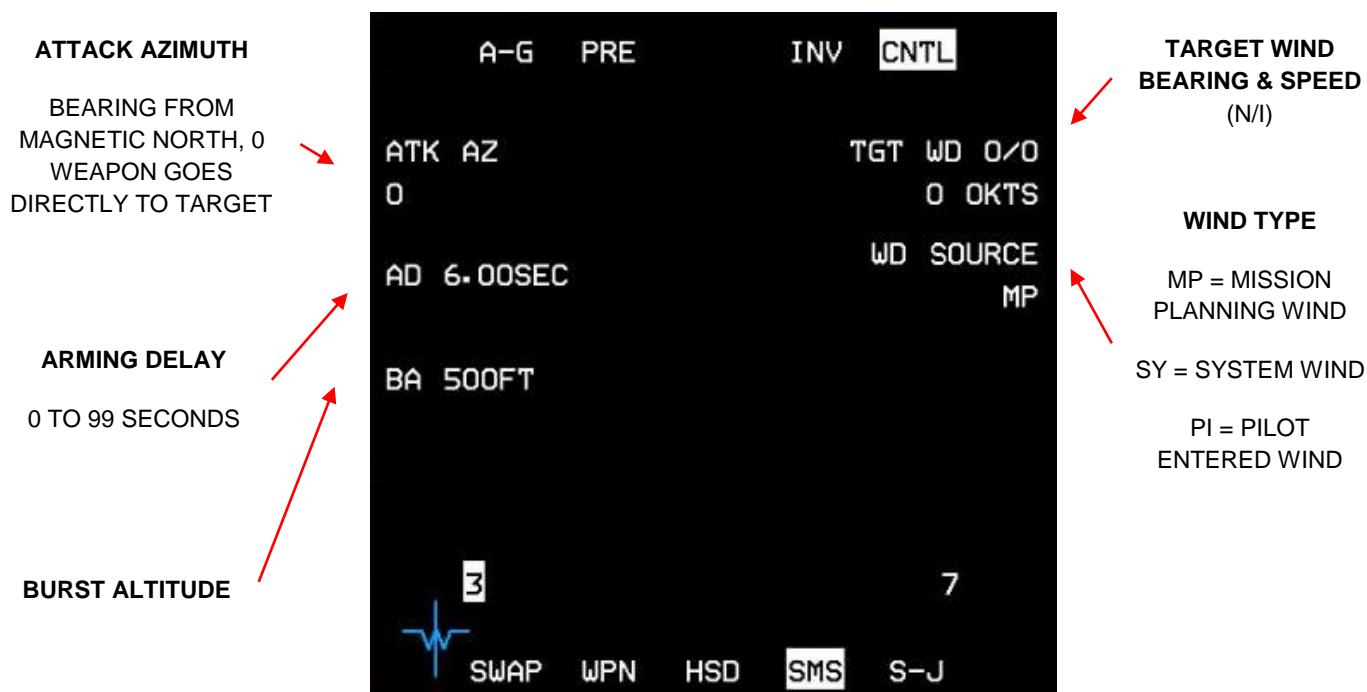 ATTACK AZIMUTH
BEARING FROM
MAGNETIC NORTH, 0
WEAPON GOES
DIRECTLY TO TARGET
ARMING DELAY
0 TO 99 SECONDS
BURST ALTITUDE
A-G PRE INV CNTL
ATK AZ TGT WD 0/0
0 0 0KTS
WD SOURCE
AD 6.00SEC
MP
BA 500FT
3 7
SWAP WPN HSD SMS S-J
TARGET WIND
BEARING & SPEED
(N/I)
WIND TYPE
MP = MISSION
PLANNING WIND
SY = SYSTEM WIND
PI = PILOT
ENTERED WIND